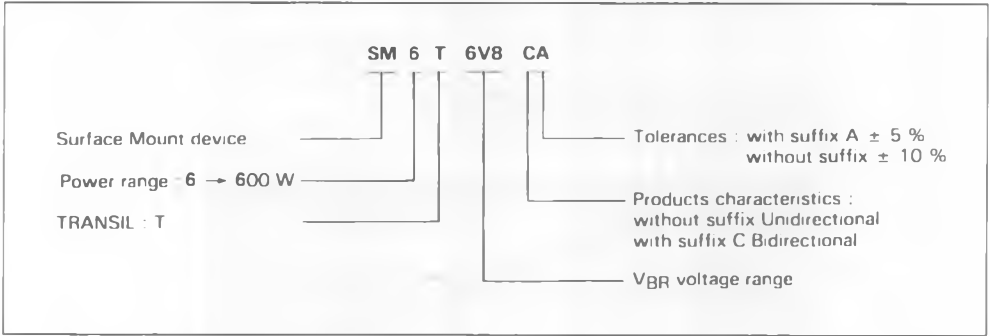 SM 6 T 6V8 CA
Surface Mount device
Power range 6 → 600 W
TRANSIL : T
Tolerances : with suffix A ± 5 %
without suffix ± 10 %
Products characteristics :
without suffix Unidirectional
with suffix C Bidirectional
VBR voltage range